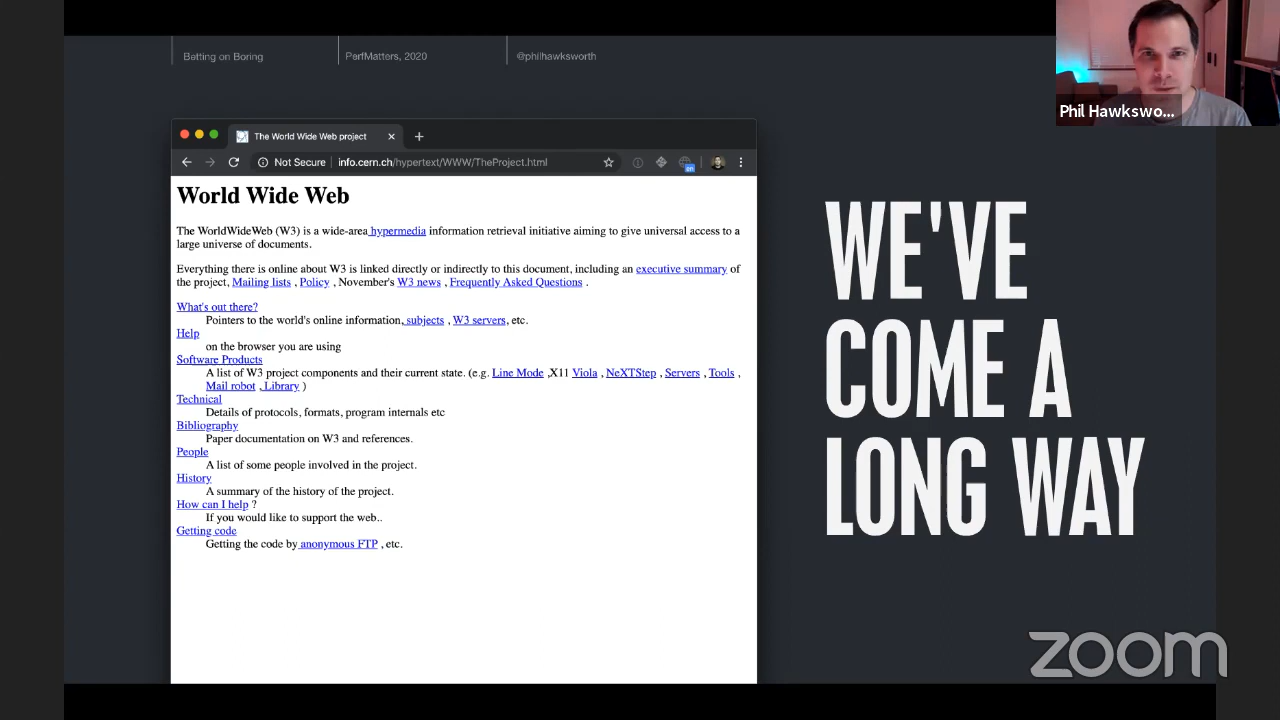 Betting on Boring
PerfMatters, 2020
@philhawksworth
Phil Hawkswo...
The World Wide Web project
Not Secure
info.cern.ch/hypertext/WWW/TheProject.html
on
World Wide Web
The WorldWideWeb (W3) is a wide-area hypermedia information retrieval initiative aiming to give universal access to a
large universe of documents.
Everything there is online about W3 is linked directly or indirectly to this document, including an executive summary of
the project, Mailing lists , Policy , November's W3 news , Frequently Asked Questions .
What's out there?
Pointers to the world's online information, subjects , W3 servers, etc.
Help
on the browser you are using
Software Products
A list of W3 project components and their current state. (e.g. Line Mode ,X11 Viola , NeXTStep , Servers , Tools ,
Mail robot , Library )
Technical
Details of protocols, formats, program internals etc
Bibliography
Paper documentation on W3 and references.
People
A list of some people involved in the project.
History
A summary of the history of the project.
How can I help ?
If you would like to support the web..
Getting code
Getting the code by anonymous FTP , etc.
WE'VE
COME A
LONG WAY
zoom